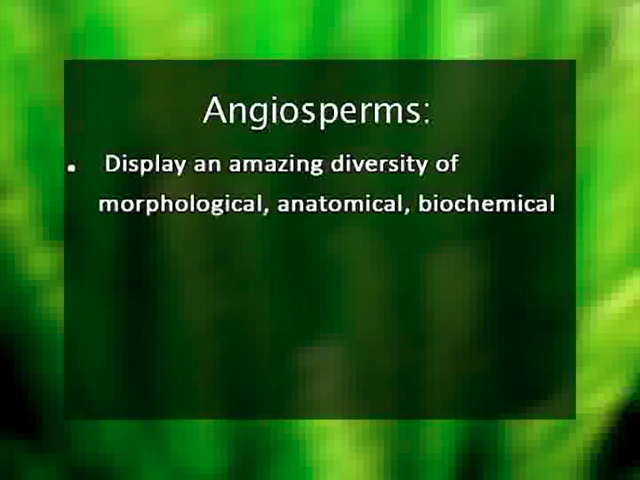 Angiosperms:
• Display an amazing diversity of
morphological, anatomical, biochemical